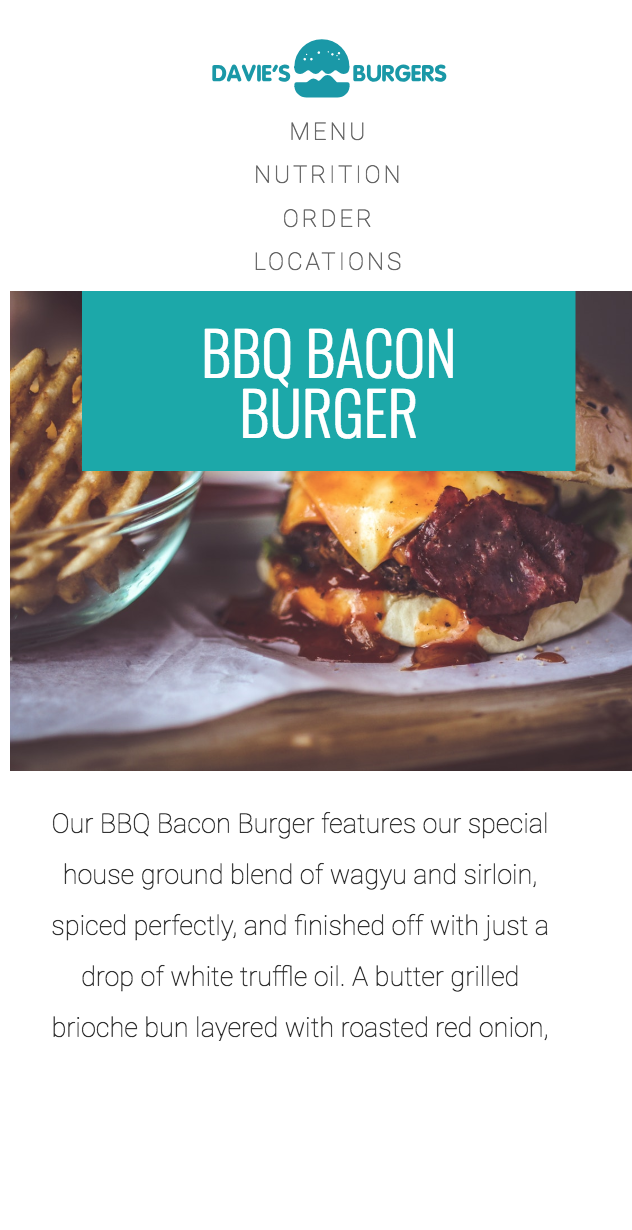 DAVIE'S BURGERS
MENU
NUTRITION
ORDER
LOCATIONS
BBQ BACON
BURGER
Our BBQ Bacon Burger features our special
house ground blend of wagyu and sirloin,
spiced perfectly, and finished off with just a
drop of white truffle oil. A butter grilled
brioche bun layered with roasted red onion,